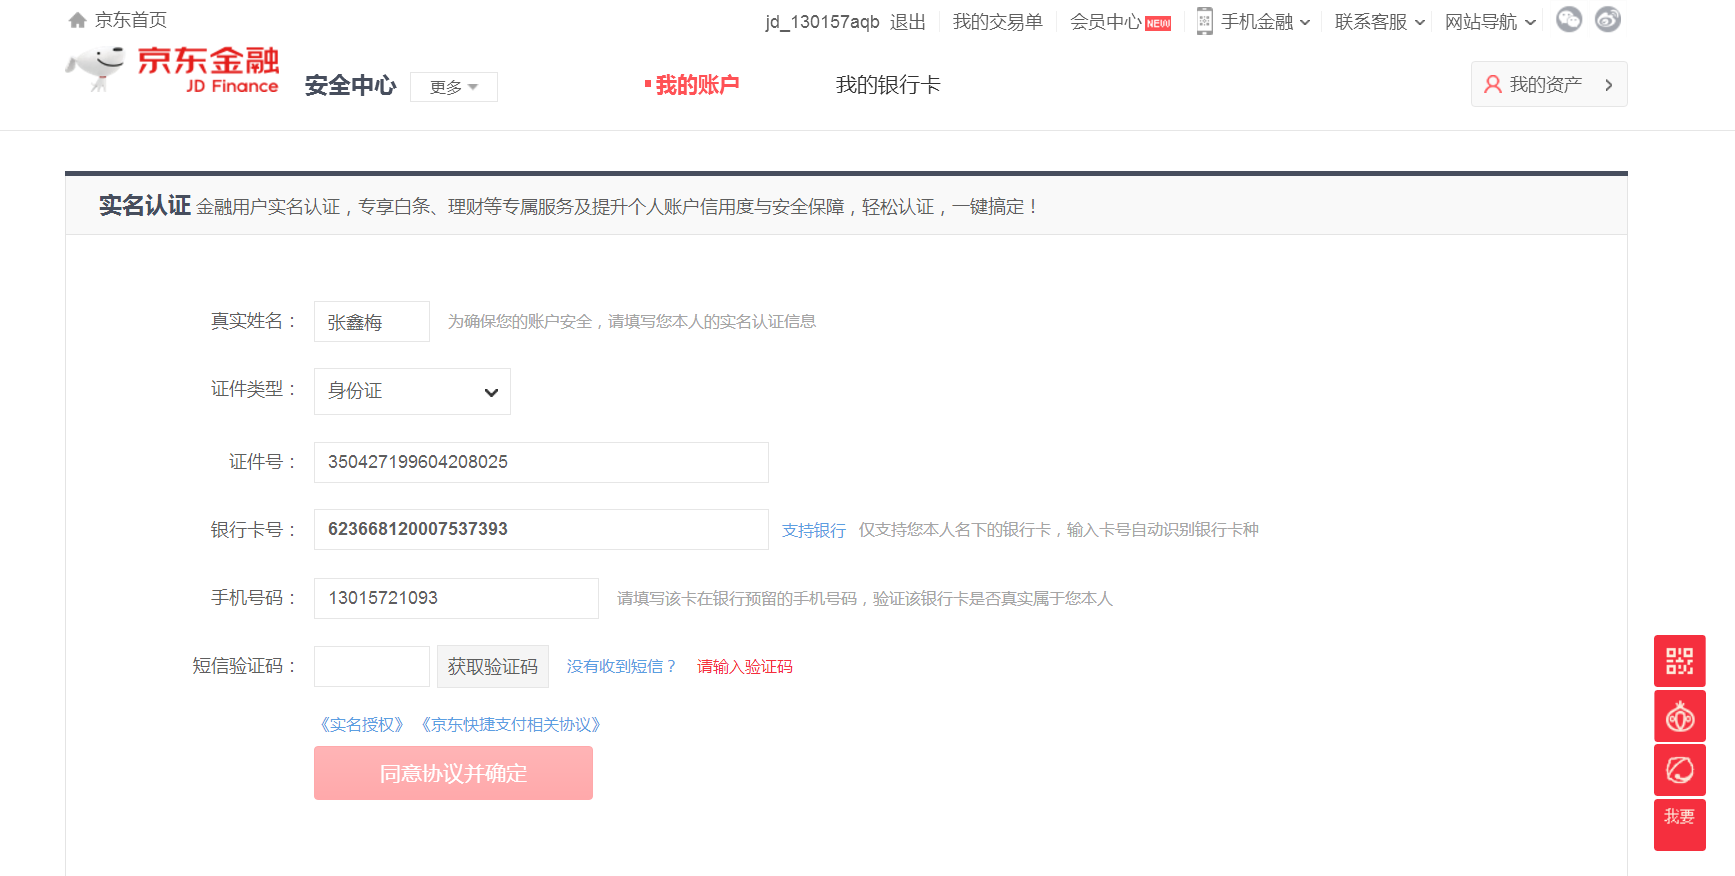 京东首页
jd_130157aqb 退出 我的交易单 会员中心 NEW 手机金融 联系客服 网站导航
京东金融
JD Finance
安全中心 更多 我的账户 我的银行卡 我的资产
实名认证 金融用户实名认证，专享白条、理财等专属服务及提升个人账户信用度与安全保障，轻松认证，一键搞定！
真实姓名： 张鑫梅 为确保您的账户安全，请填写您本人的实名认证信息
证件类型： 身份证
证件号： 350427199604208025
银行卡号： 623668120007537393 支持银行 仅支持您本人名下的银行卡，输入卡号自动识别银行卡种
手机号码： 13015721093 请填写该卡在银行预留的手机号码，验证该银行卡是否真实属于您本人
短信验证码： 获取验证码 没有收到短信？ 请输入验证码
《实名授权》 《京东快捷支付相关协议》
同意协议并确定
我要